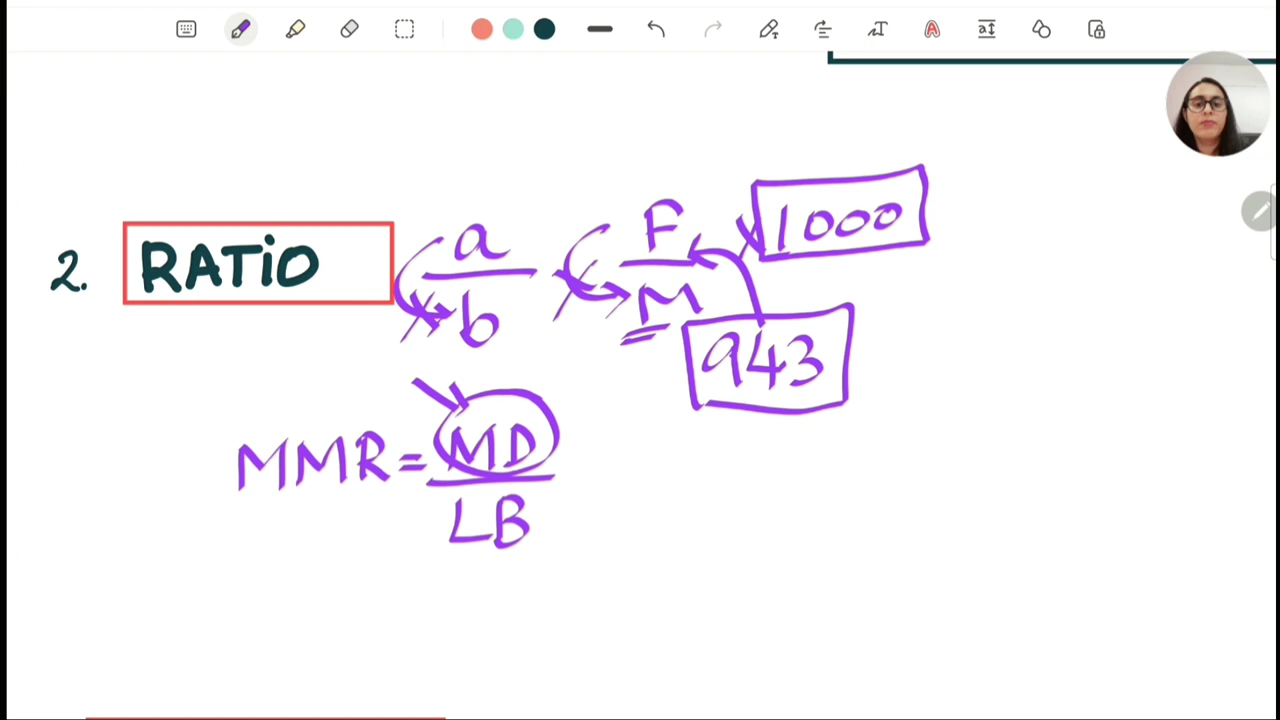 2. RATIO
a
b
F
M
1000
943
MMR = MD
LB